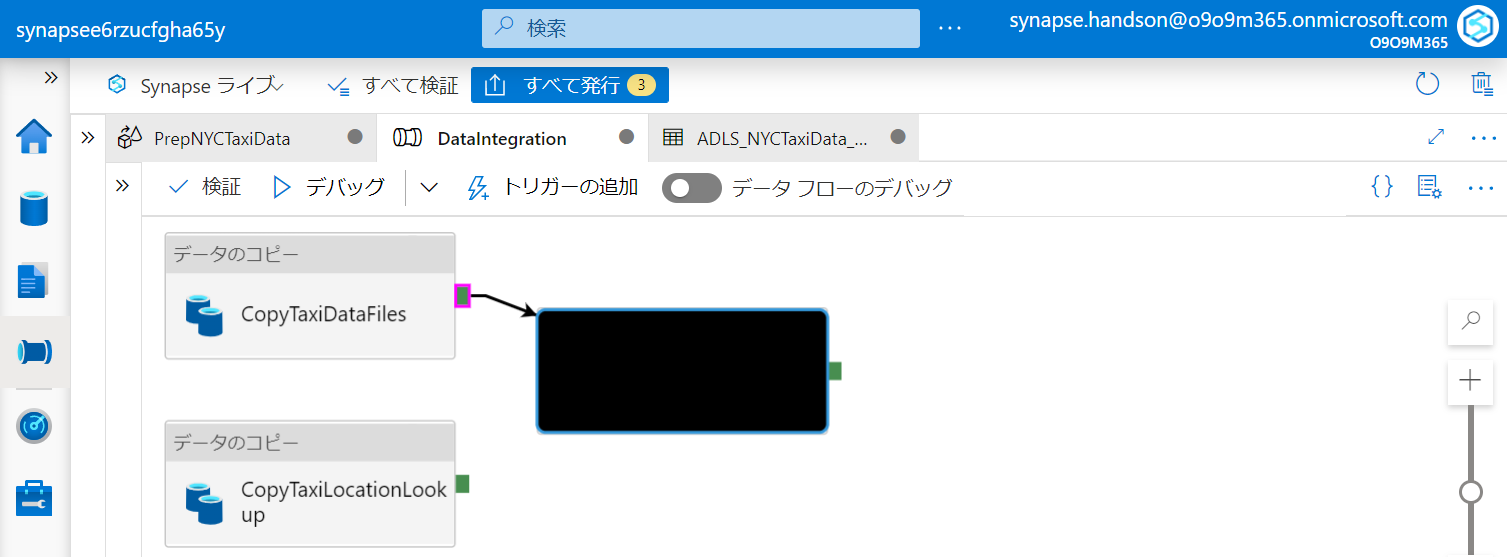 synapsee6rzucfgha65y
検索
synapse.handson@o9o9m365.onmicrosoft.com
O9O9M365
Synapse ライブ
すべて検証
すべて発行 3
PrepNYCTaxiData
DataIntegration
ADLS_NYCTaxiData_...
検証
デバッグ
トリガーの追加
データ フローのデバッグ
データのコピー
CopyTaxiDataFiles
データのコピー
CopyTaxiLocationLook
up